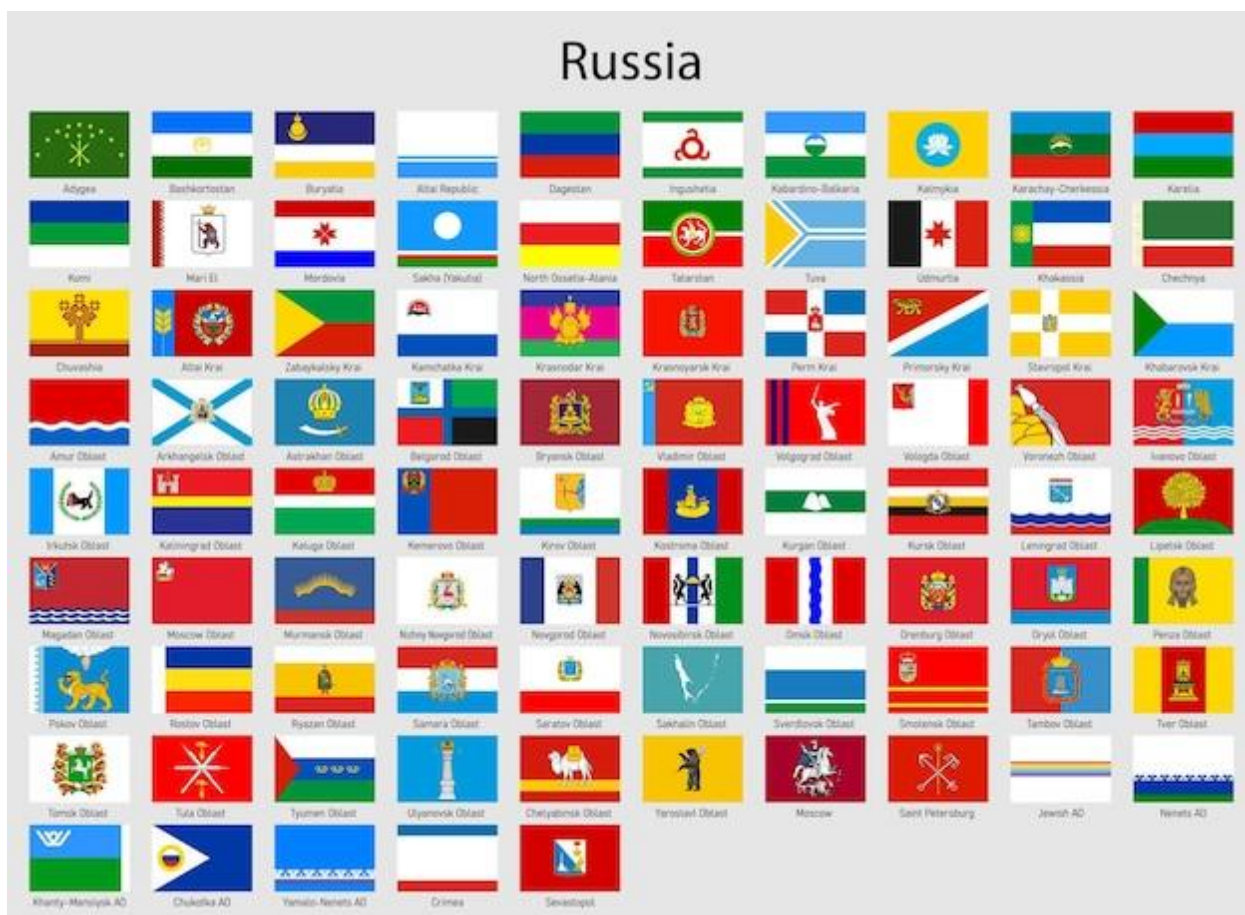 Russia
Adygea Bashkortostan Buryatia Altai Republic Dagestan Ingushetia Kabardino-Balkaria Kalmykia Karachay-Cherkessia Karelia
Komi Mari El Mordovia Sakha (Yakutia) North Ossetia-Alania Tatarstan Tuva Udmurtia Khakassia Chechnya
Chuvashia Altai Krai Zabaykalsky Krai Kamchatka Krai Krasnodar Krai Krasnoyarsk Krai Perm Krai Primorsky Krai Stavropol Krai Khabarovsk Krai
Amur Oblast Arkhangelsk Oblast Astrakhan Oblast Belgorod Oblast Bryansk Oblast Vladimir Oblast Volgograd Oblast Vologda Oblast Voronezh Oblast Ivanovo Oblast
Irkutsk Oblast Kaliningrad Oblast Kaluga Oblast Kemerovo Oblast Kirov Oblast Kostroma Oblast Kurgan Oblast Kursk Oblast Leningrad Oblast Lipetsk Oblast
Magadan Oblast Moscow Oblast Murmansk Oblast Nizhny Novgorod Oblast Novgorod Oblast Novosibirsk Oblast Omsk Oblast Orenburg Oblast Oryol Oblast Penza Oblast
Pskov Oblast Rostov Oblast Ryazan Oblast Samara Oblast Saratov Oblast Sakhalin Oblast Sverdlovsk Oblast Smolensk Oblast Tambov Oblast Tver Oblast
Tomsk Oblast Tula Oblast Tyumen Oblast Ulyanovsk Oblast Chelyabinsk Oblast Yaroslavl Oblast Moscow Saint Petersburg Jewish AO Nenets AO
Khanty-Mansiysk AO Chukotka AO Yamalo-Nenets AO Crimea Sevastopol